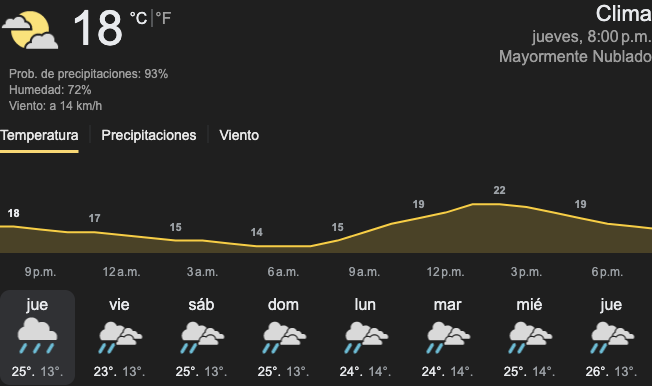 18 °C | °F
Clima
jueves, 8:00 p.m.
Mayormente Nublado
Prob. de precipitaciones: 93%
Humedad: 72%
Viento: a 14 km/h
Temperatura | Precipitaciones | Viento
18 17 15 14 15 19 22 19
9 p.m. 12 a.m. 3 a.m. 6 a.m. 9 a.m. 12 p.m. 3 p.m. 6 p.m.
jue vie sáb dom lun mar mié jue
25°. 13°. 23°. 13°. 25°. 13°. 25°. 13°. 24°. 14°. 24°. 14°. 25°. 14°. 26°. 13°.